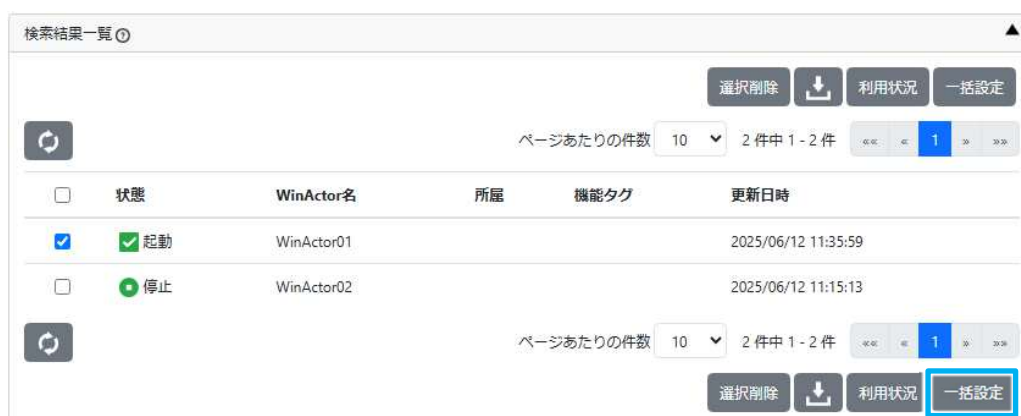 検索結果一覧?
▲
選択削除 利用状況 一括設定
ページあたりの件数 10 2 件中 1 - 2 件 «« « 1 » »»
状態 WinActor名 所属 機能タグ 更新日時
起動 WinActor01 2025/06/12 11:35:59
停止 WinActor02 2025/06/12 11:15:13
ページあたりの件数 10 2 件中 1 - 2 件 «« « 1 » »»
選択削除 利用状況 一括設定